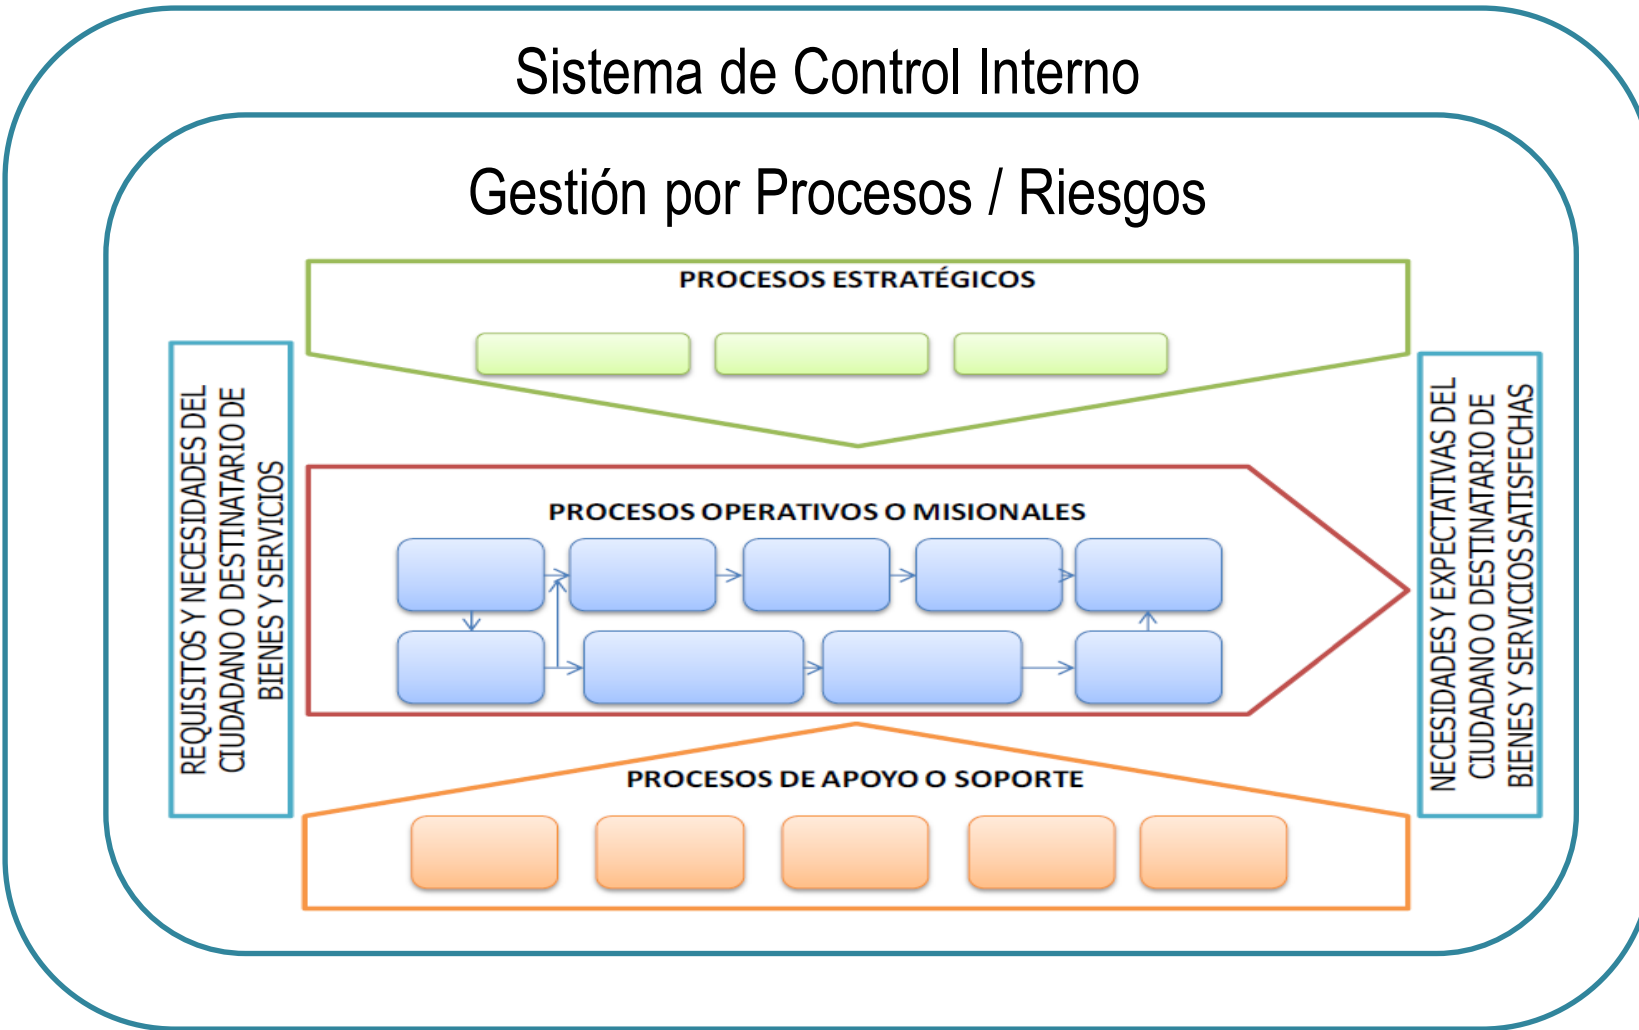 Sistema de Control Interno
Gestión por Procesos / Riesgos
PROCESOS ESTRATÉGICOS
REQUISITOS Y NECESIDADES DEL
CIUDADANO O DESTINATARIO DE
BIENES Y SERVICIOS
PROCESOS OPERATIVOS O MISIONALES
PROCESOS DE APOYO O SOPORTE
NECESIDADES Y EXPECTATIVAS DEL
CIUDADANO O DESTINATARIO DE
BIENES Y SERVICIOS SATISFECHAS